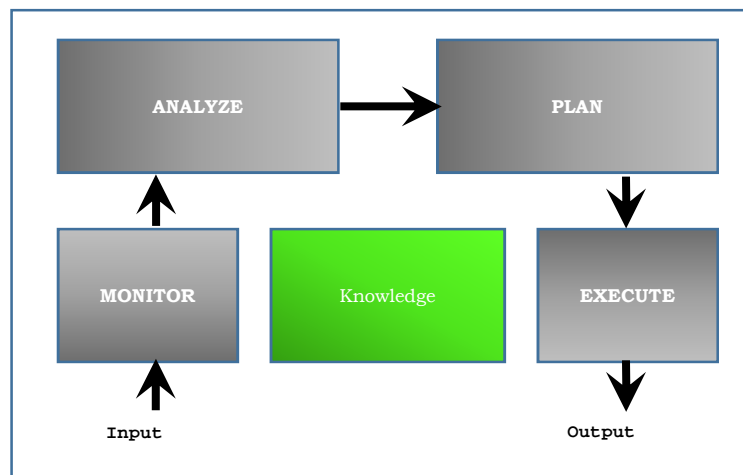 ANALYZE
PLAN
MONITOR
Knowledge
EXECUTE
Input
Output